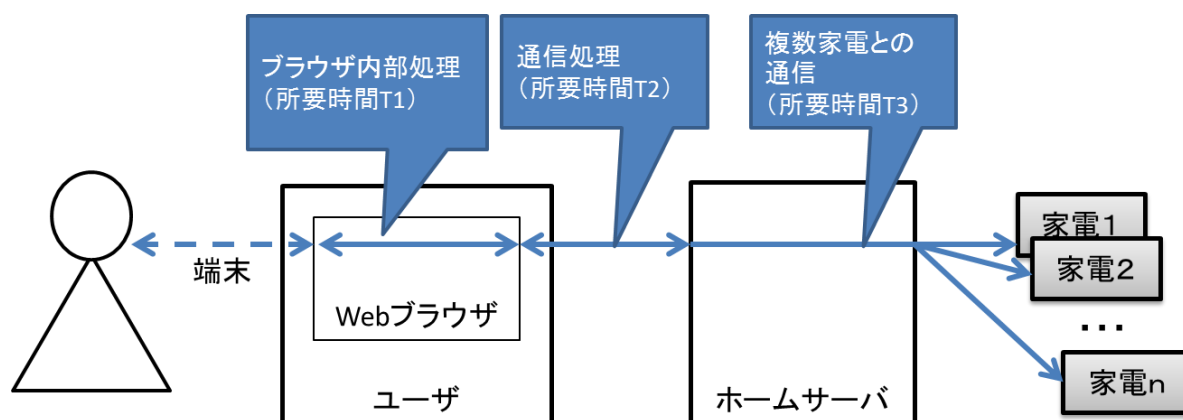 ブラウザ内部処理
（所要時間T1）
通信処理
（所要時間T2）
複数家電との
通信
（所要時間T3）
端末
Webブラウザ
ユーザ
ホームサーバ
家電１
家電２
...
家電n